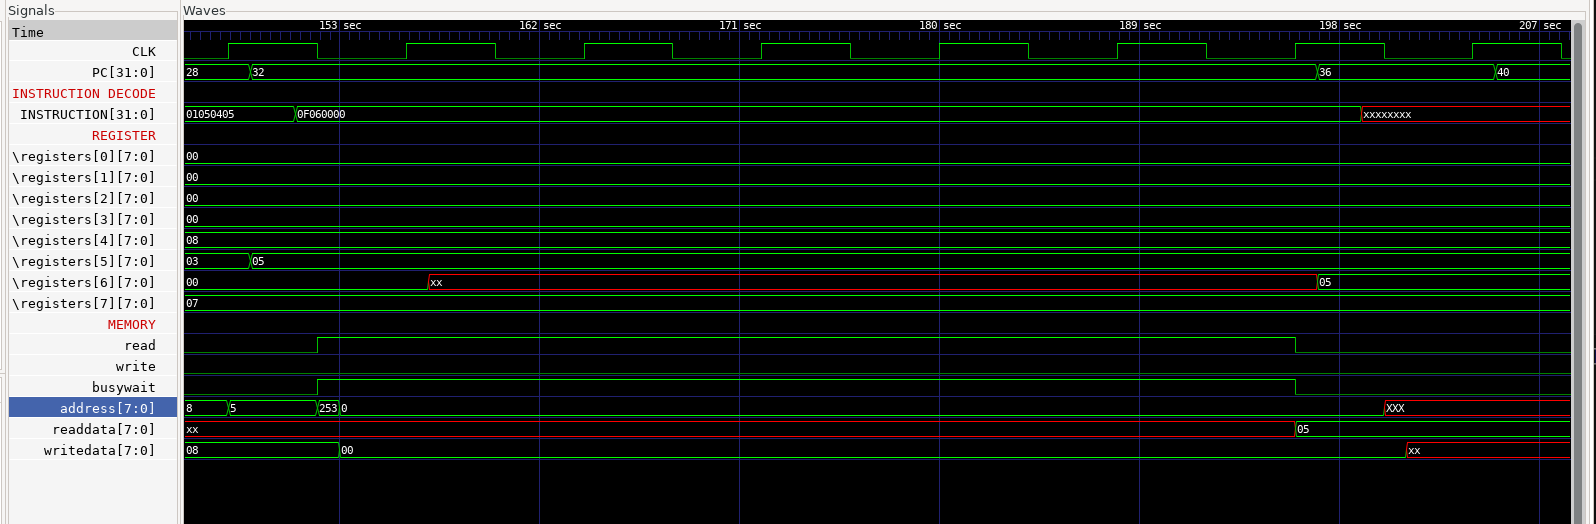 Signals Waves
Time 153 sec 162 sec 171 sec 180 sec 189 sec 198 sec 207 sec
CLK
PC[31:0] 28 32 36 40
INSTRUCTION DECODE
INSTRUCTION[31:0] 01050405 0F060000 xxxxxxxx
REGISTER
\registers[0][7:0] 00
\registers[1][7:0] 00
\registers[2][7:0] 00
\registers[3][7:0] 00
\registers[4][7:0] 08
\registers[5][7:0] 03 05
\registers[6][7:0] 00 xx 05
\registers[7][7:0] 07
MEMORY
read
write
busywait
address[7:0] 8 5 253 0 XXX
readdata[7:0] xx 05
writedata[7:0] 08 00 xx